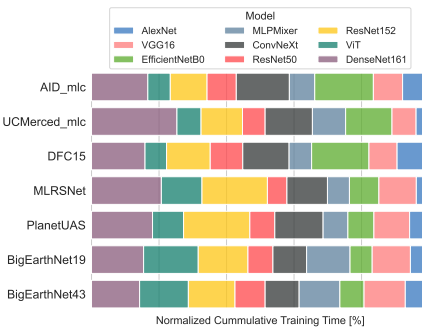 Model
AlexNet MLPMixer ResNet152
VGG16 ConvNeXt ViT
EfficientNetB0 ResNet50 DenseNet161
AID_mlc
UCMerced_mlc
DFC15
MLRSNet
PlanetUAS
BigEarthNet19
BigEarthNet43
Normalized Cummulative Training Time [%]